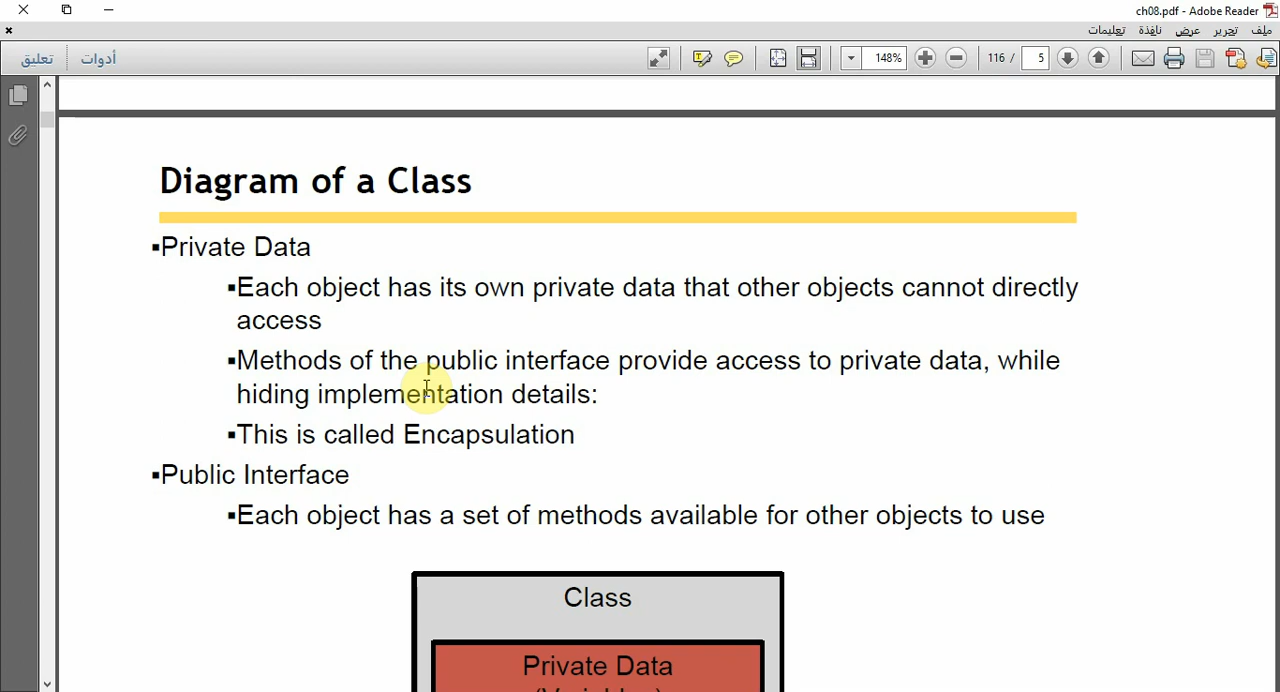 ch08.pdf - Adobe Reader
ملف تحرير عرض نافذة تعليمات
تعليق أدوات 148% 116 / 5
Diagram of a Class
▪Private Data
▪Each object has its own private data that other objects cannot directly
access
▪Methods of the public interface provide access to private data, while
hiding implementation details:
▪This is called Encapsulation
▪Public Interface
▪Each object has a set of methods available for other objects to use
Class
Private Data